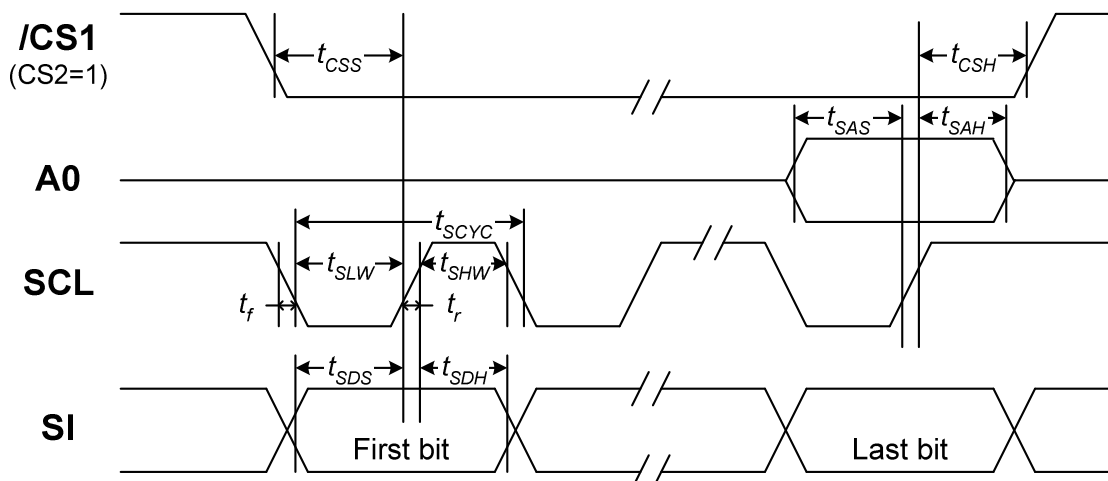 /CS1
(CS2=1)
tCSS
tCSH
tSAS
tSAH
A0
tSCYC
tSLW
tSHW
SCL
tf
tr
tSDS
tSDH
SI
First bit
Last bit